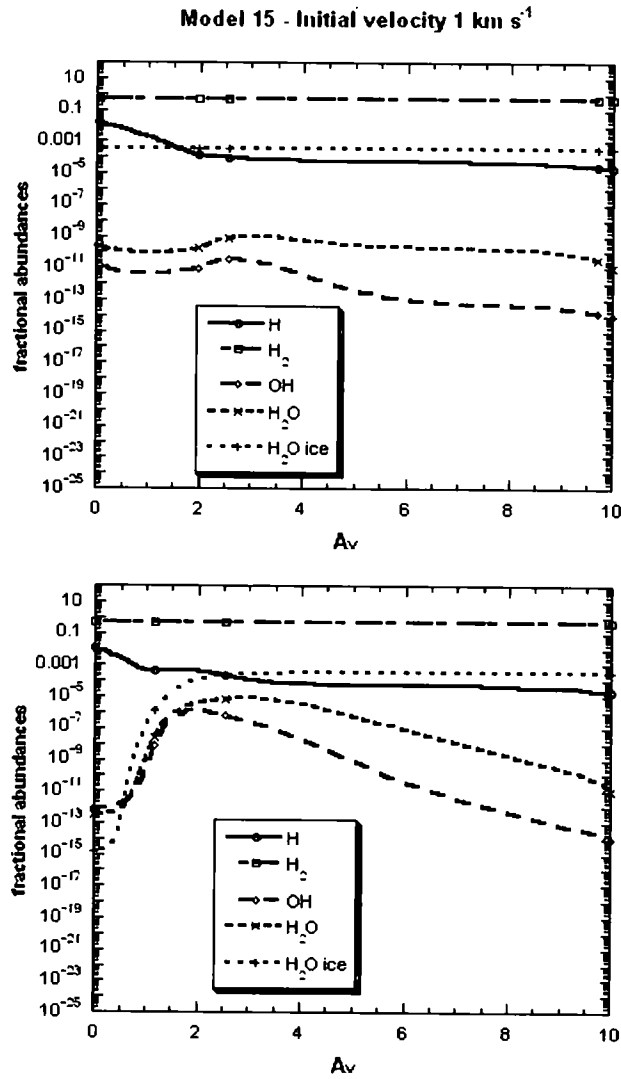 Model 15 - Initial velocity 1 km s⁻¹
fractional abundances
10
0.1
0.001
10⁻⁵
10⁻⁷
10⁻⁹
10⁻¹¹
10⁻¹³
10⁻¹⁵
10⁻¹⁷
10⁻¹⁹
10⁻²¹
10⁻²³
10⁻²⁵
H
H₂
OH
H₂O
H₂O ice
0 2 4 6 8 10
Av
fractional abundances
10
0.1
0.001
10⁻⁵
10⁻⁷
10⁻⁹
10⁻¹¹
10⁻¹³
10⁻¹⁵
10⁻¹⁷
10⁻¹⁹
10⁻²¹
10⁻²³
10⁻²⁵
H
H₂
OH
H₂O
H₂O ice
0 2 4 6 8 10
Av